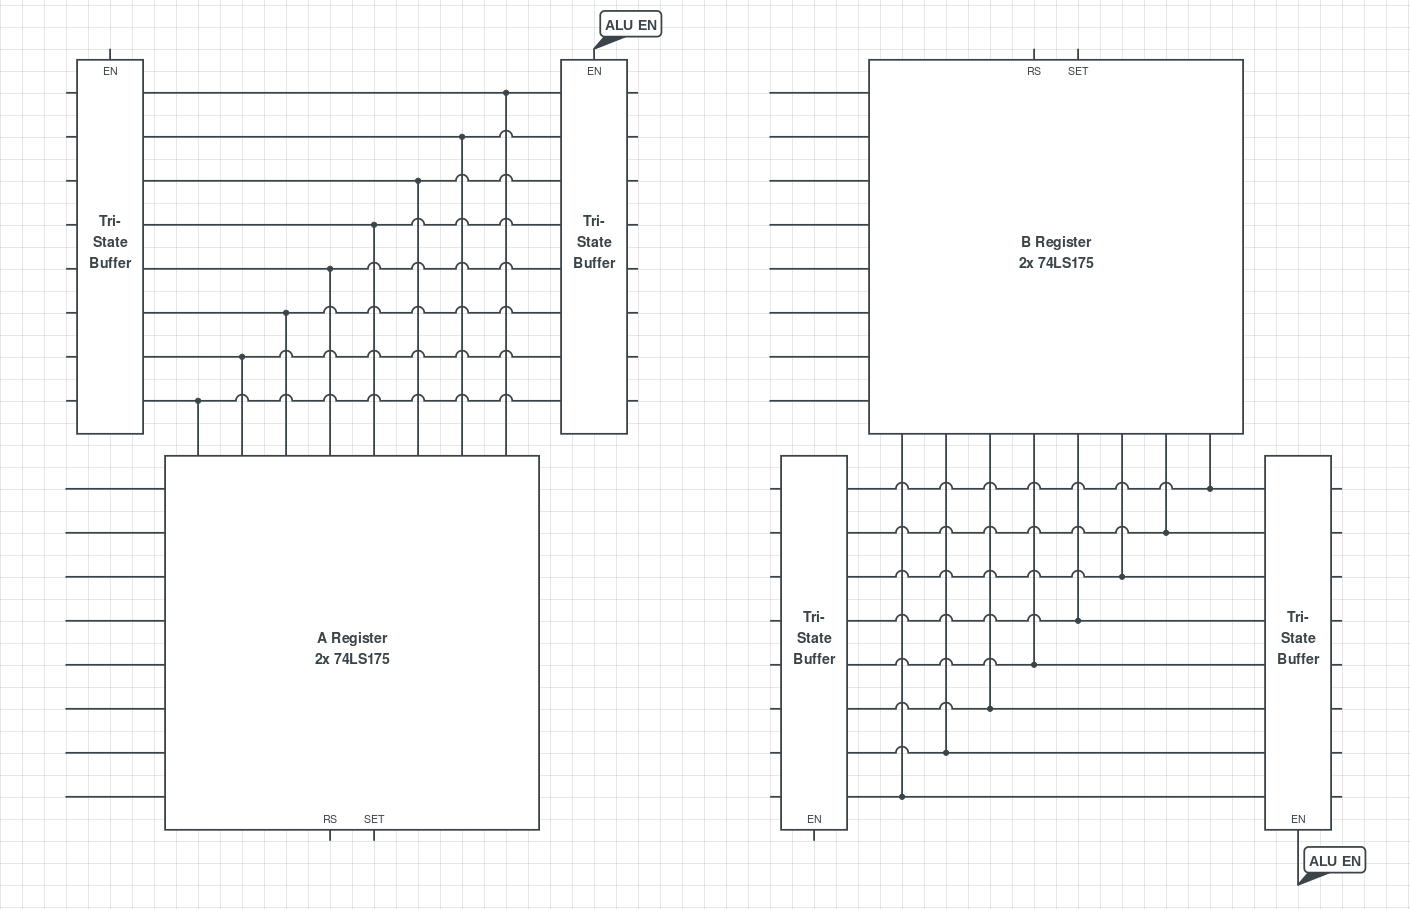 ALU EN
EN
EN
RS
SET
Tri-
State
Buffer
Tri-
State
Buffer
B Register
2x 74LS175
A Register
2x 74LS175
Tri-
State
Buffer
Tri-
State
Buffer
RS
SET
EN
EN
ALU EN